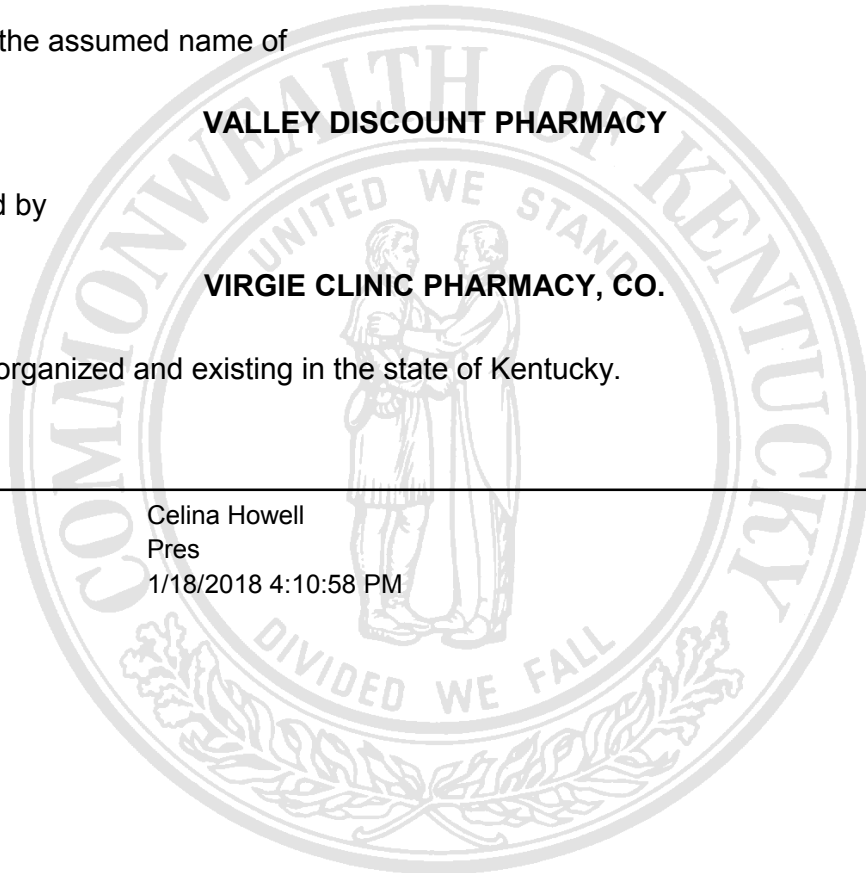 the assumed name of
VALLEY DISCOUNT PHARMACY
d by
VIRGIE CLINIC PHARMACY, CO.
organized and existing in the state of Kentucky.
Celina Howell
Pres
1/18/2018 4:10:58 PM
COMMONWEALTH OF KENTUCKY
UNITED WE STAND
DIVIDED WE FALL